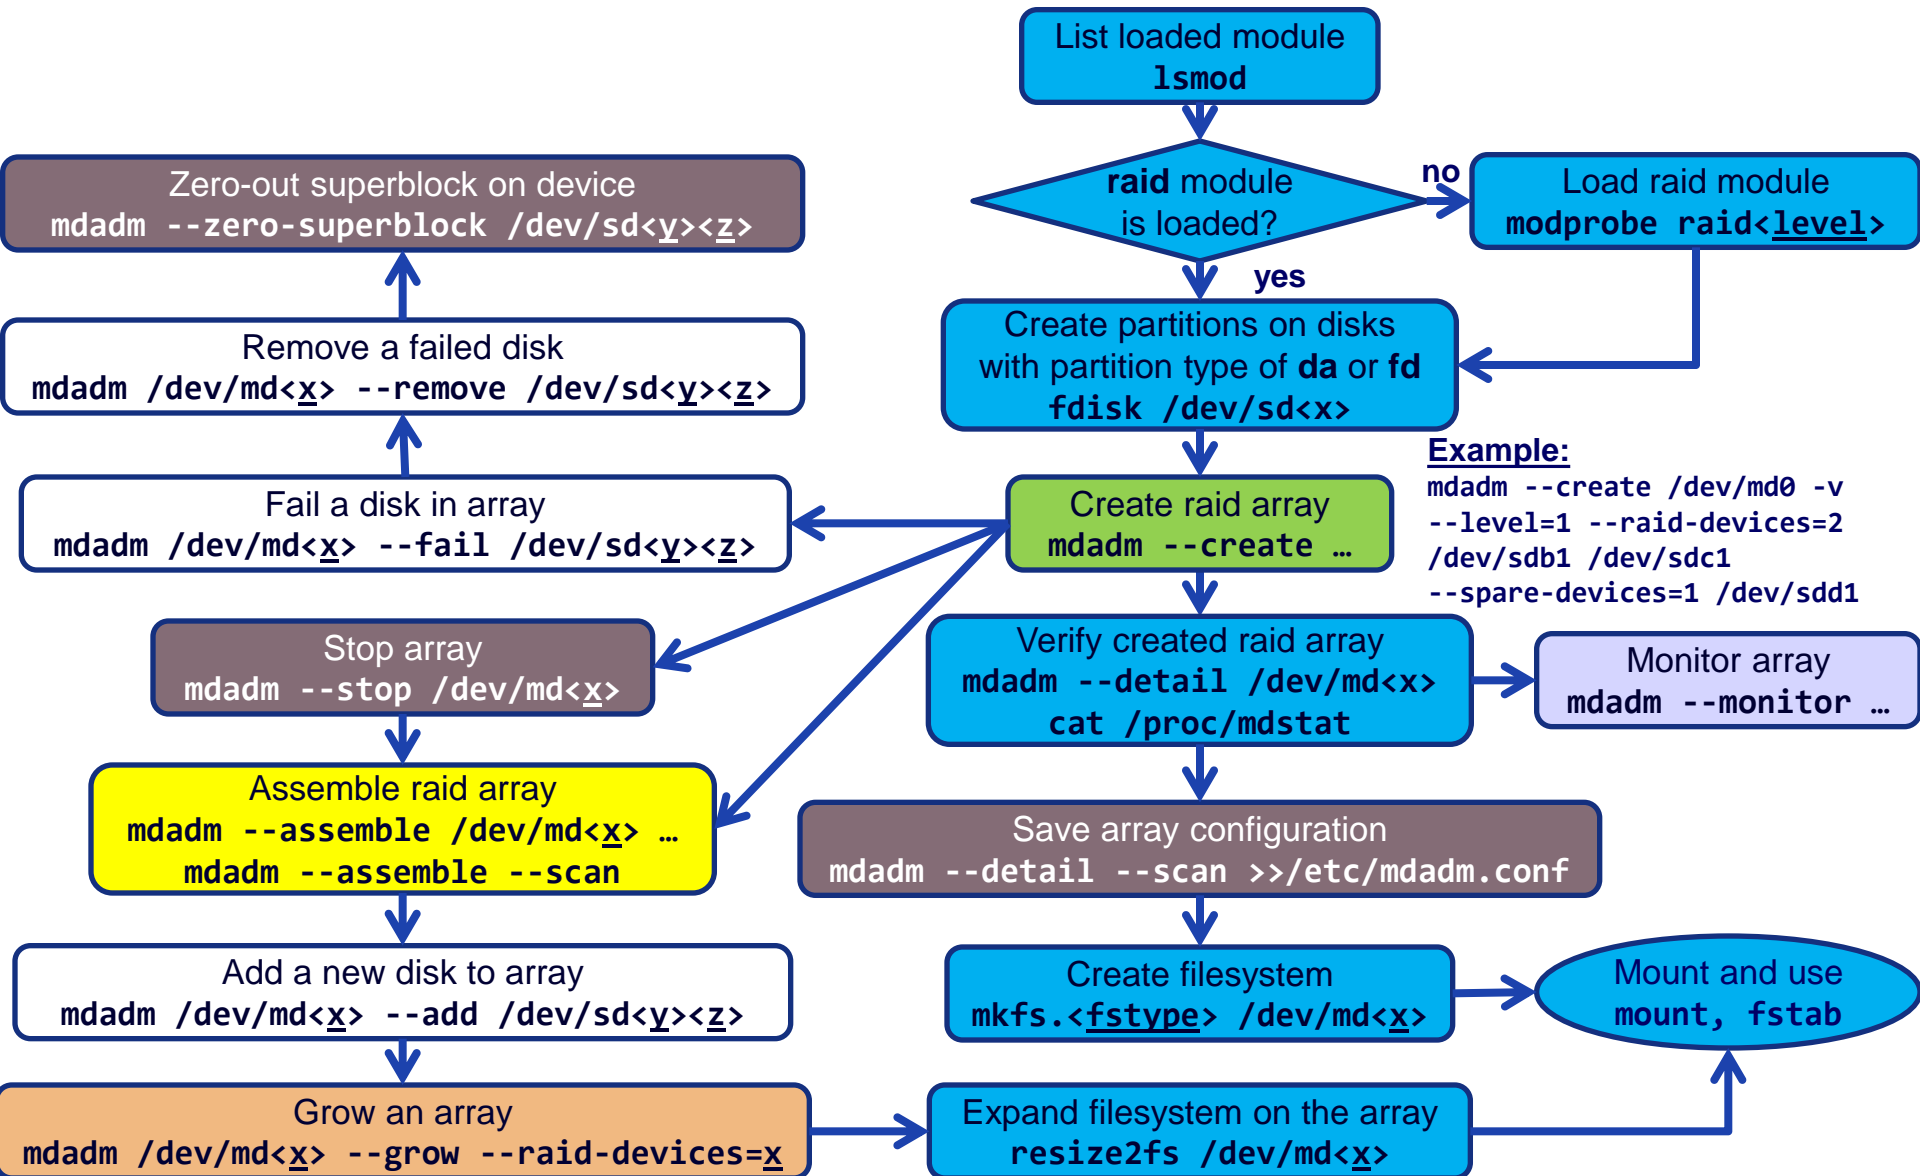 List loaded module
lsmod
raid module
is loaded?
no
Load raid module
modprobe raid<level>
yes
Create partitions on disks
with partition type of da or fd
fdisk /dev/sd<x>
Create raid array
mdadm --create …
Example:
mdadm --create /dev/md0 -v
--level=1 --raid-devices=2
/dev/sdb1 /dev/sdc1
--spare-devices=1 /dev/sdd1
Verify created raid array
mdadm --detail /dev/md<x>
cat /proc/mdstat
Monitor array
mdadm --monitor …
Save array configuration
mdadm --detail --scan >>/etc/mdadm.conf
Create filesystem
mkfs.<fstype> /dev/md<x>
Mount and use
mount, fstab
Zero-out superblock on device
mdadm --zero-superblock /dev/sd<y><z>
Remove a failed disk
mdadm /dev/md<x> --remove /dev/sd<y><z>
Fail a disk in array
mdadm /dev/md<x> --fail /dev/sd<y><z>
Stop array
mdadm --stop /dev/md<x>
Assemble raid array
mdadm --assemble /dev/md<x> …
mdadm --assemble --scan
Add a new disk to array
mdadm /dev/md<x> --add /dev/sd<y><z>
Grow an array
mdadm /dev/md<x> --grow --raid-devices=x
Expand filesystem on the array
resize2fs /dev/md<x>